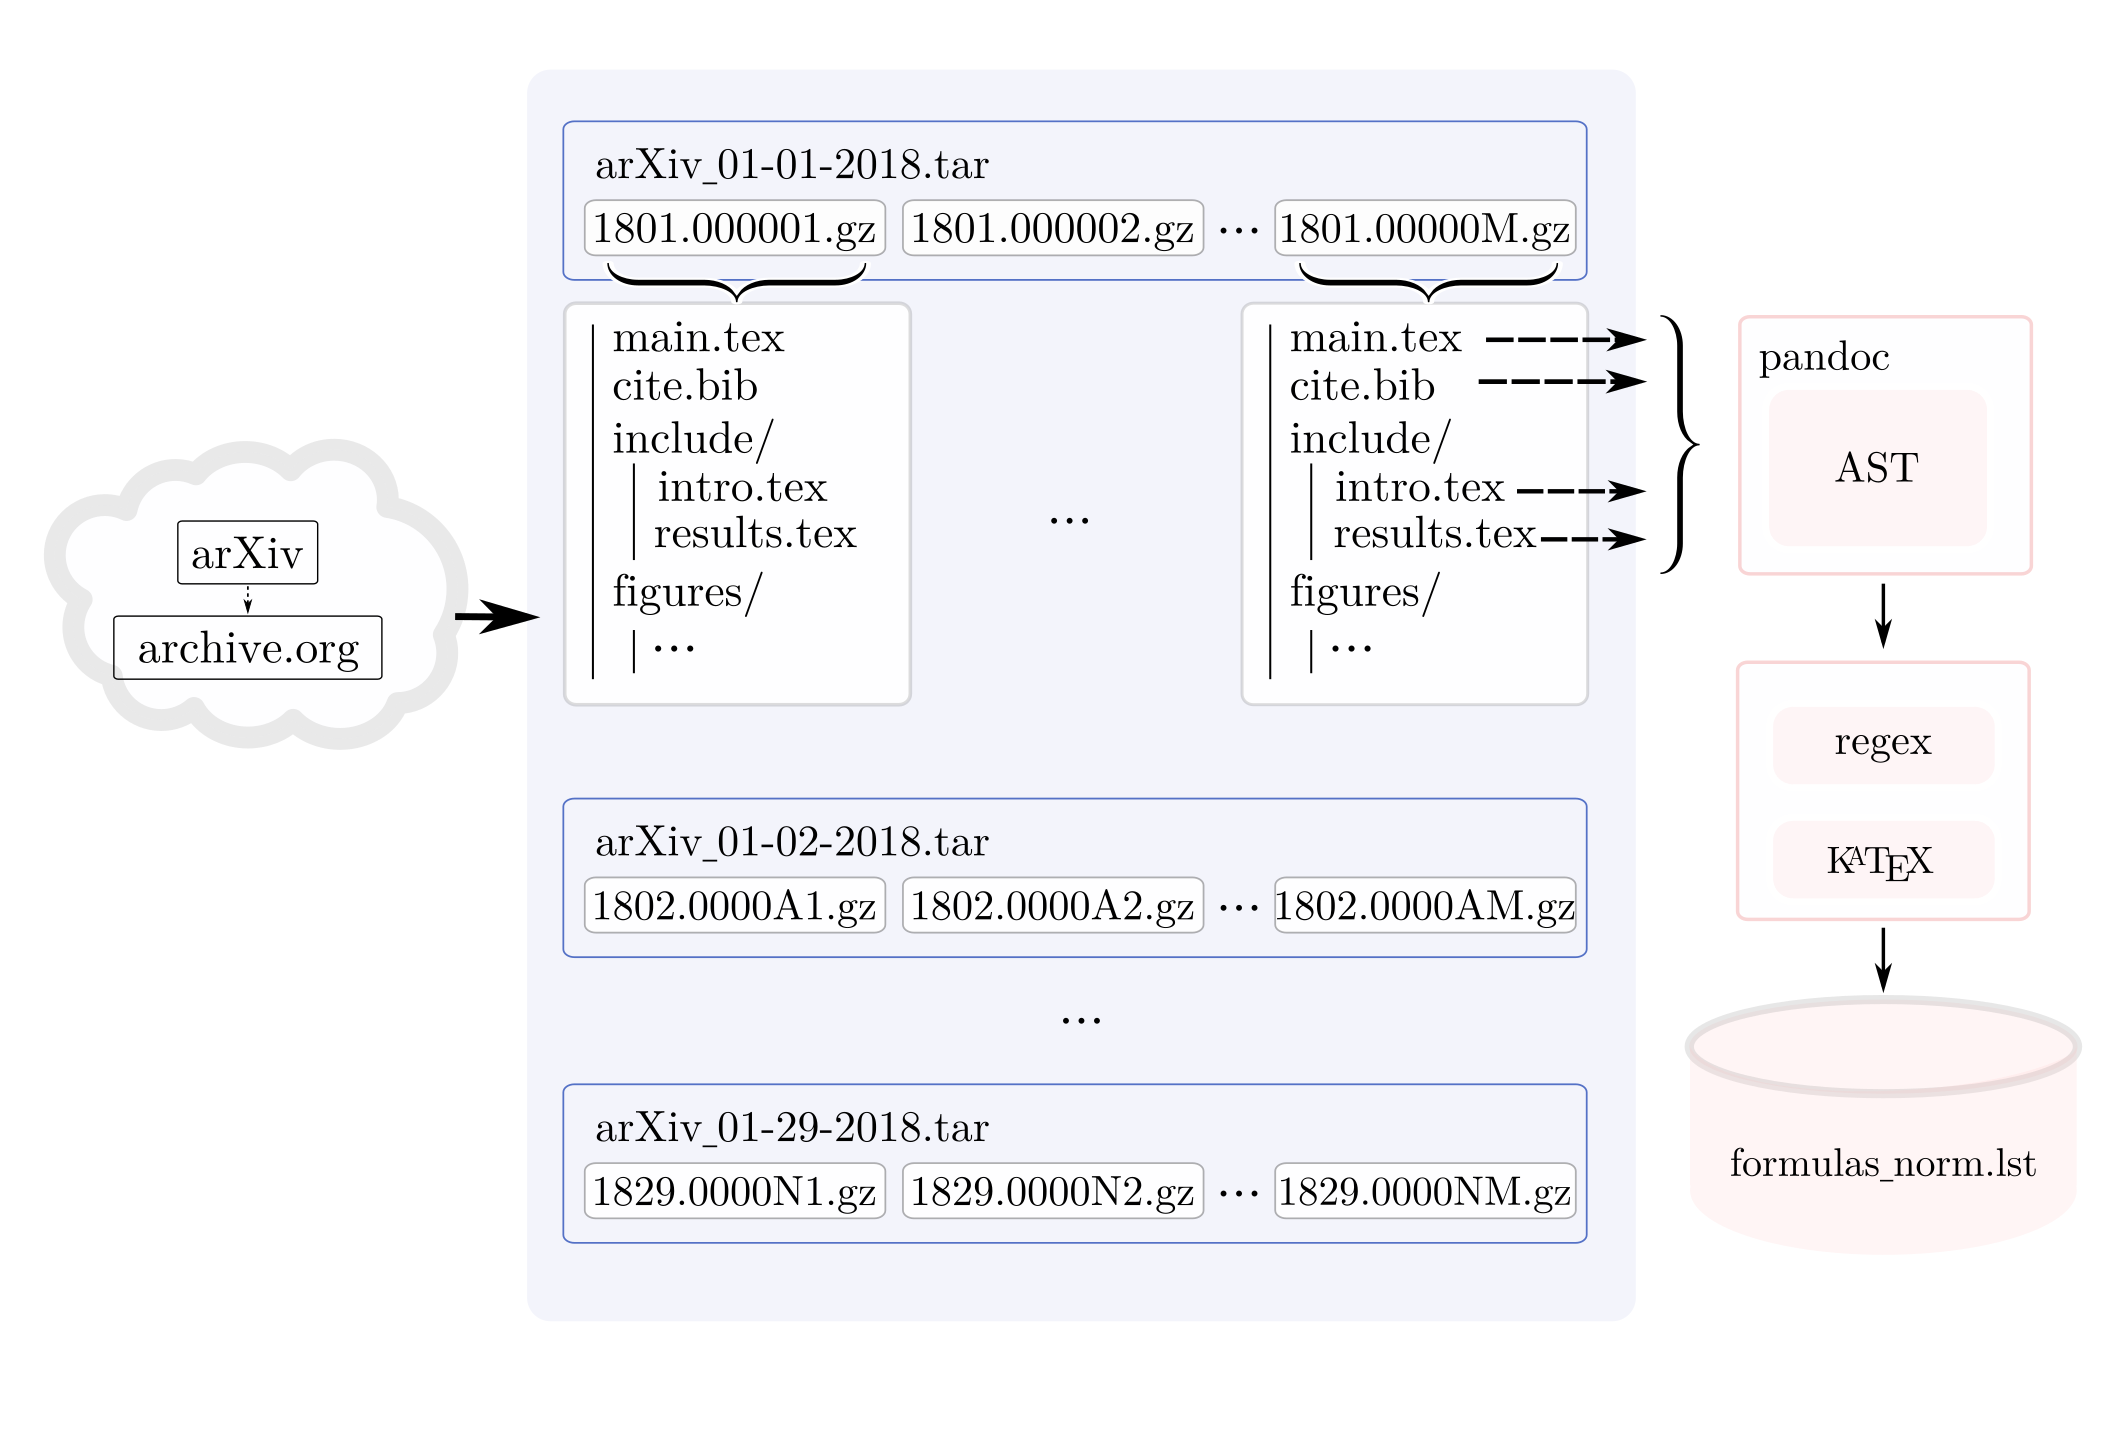 arXiv
archive.org
arXiv_01-01-2018.tar
1801.000001.gz 1801.000002.gz ... 1801.00000M.gz
main.tex
cite.bib
include/
intro.tex
results.tex
figures/
...
...
main.tex
cite.bib
include/
intro.tex
results.tex
figures/
...
arXiv_01-02-2018.tar
1802.0000A1.gz 1802.0000A2.gz ... 1802.0000AM.gz
...
arXiv_01-29-2018.tar
1829.0000N1.gz 1829.0000N2.gz ... 1829.0000NM.gz
pandoc
AST
regex
KATEX
formulas_norm.lst